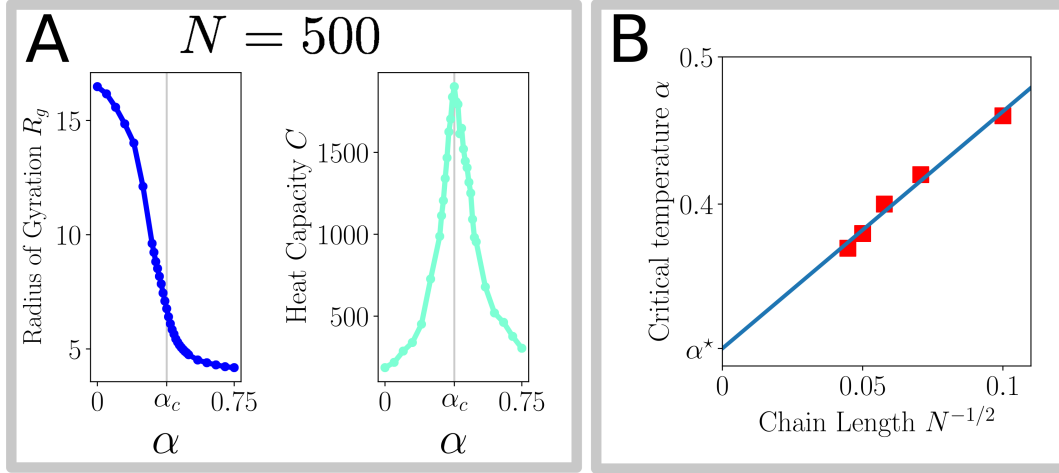 A
N = 500
Radius of Gyration R_g
15
10
5
0
α_c
0.75
α
Heat Capacity C
1500
1000
500
0
α_c
0.75
α
B
Critical temperature α
0.5
0.4
α⋆
0
0.05
0.1
Chain Length N^{-1/2}